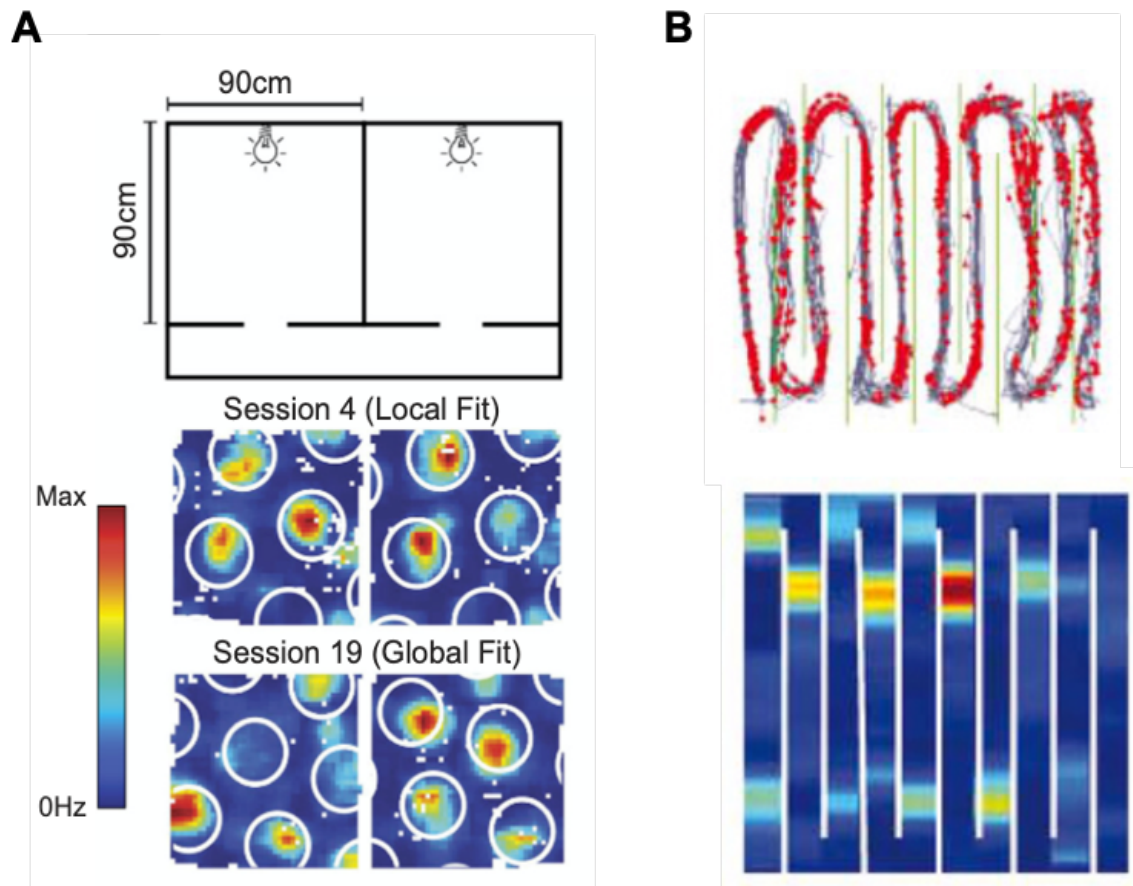 A
90cm
90cm
Session 4 (Local Fit)
Max
Session 19 (Global Fit)
0Hz
B